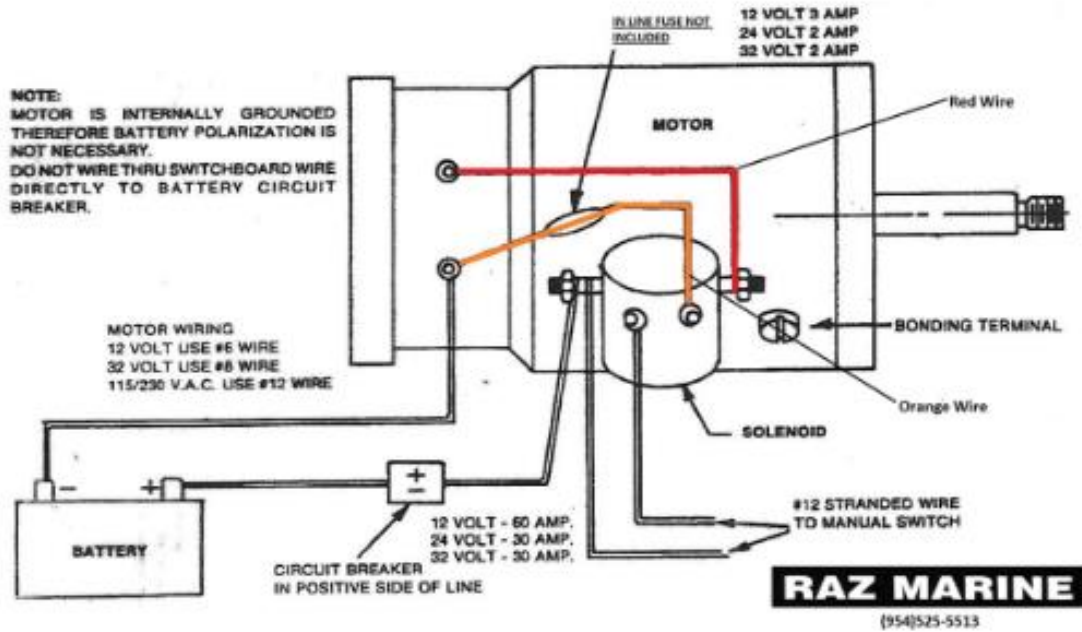 IN LINE FUSE NOT
INCLUDED
12 VOLT 3 AMP
24 VOLT 2 AMP
32 VOLT 2 AMP
NOTE:
MOTOR IS INTERNALLY GROUNDED
THEREFORE BATTERY POLARIZATION IS
NOT NECESSARY.
DO NOT WIRE THRU SWITCHBOARD WIRE
DIRECTLY TO BATTERY CIRCUIT
BREAKER.
MOTOR
Red Wire
MOTOR WIRING
12 VOLT USE #6 WIRE
32 VOLT USE #8 WIRE
115/230 V.A.C. USE #12 WIRE
BONDING TERMINAL
Orange Wire
SOLENOID
- +
+
-
BATTERY
12 VOLT - 60 AMP.
24 VOLT - 30 AMP.
32 VOLT - 30 AMP.
CIRCUIT BREAKER
IN POSITIVE SIDE OF LINE
#12 STRANDED WIRE
TO MANUAL SWITCH
RAZ MARINE
(954)525-5513